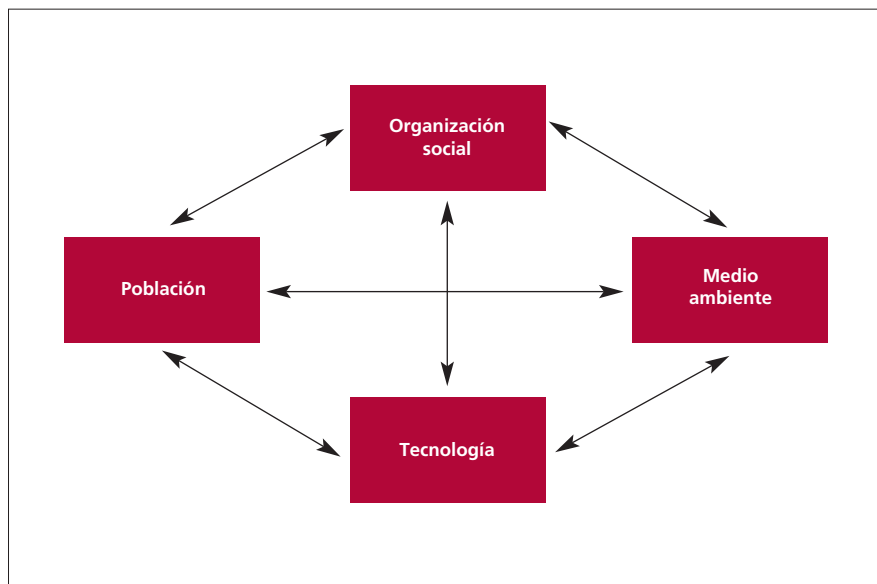 Organización
social
Población
Medio
ambiente
Tecnología